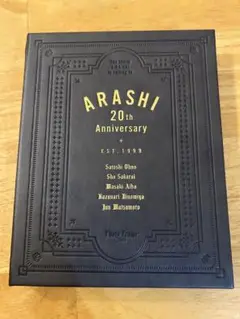 ARASHI
20th
Anniversary
EST.1999
Satoshi Ohno
Sho Sakurai
Masaki Aiba
Kazunari Ninomiya
Jun Matsumoto
Photo Frame